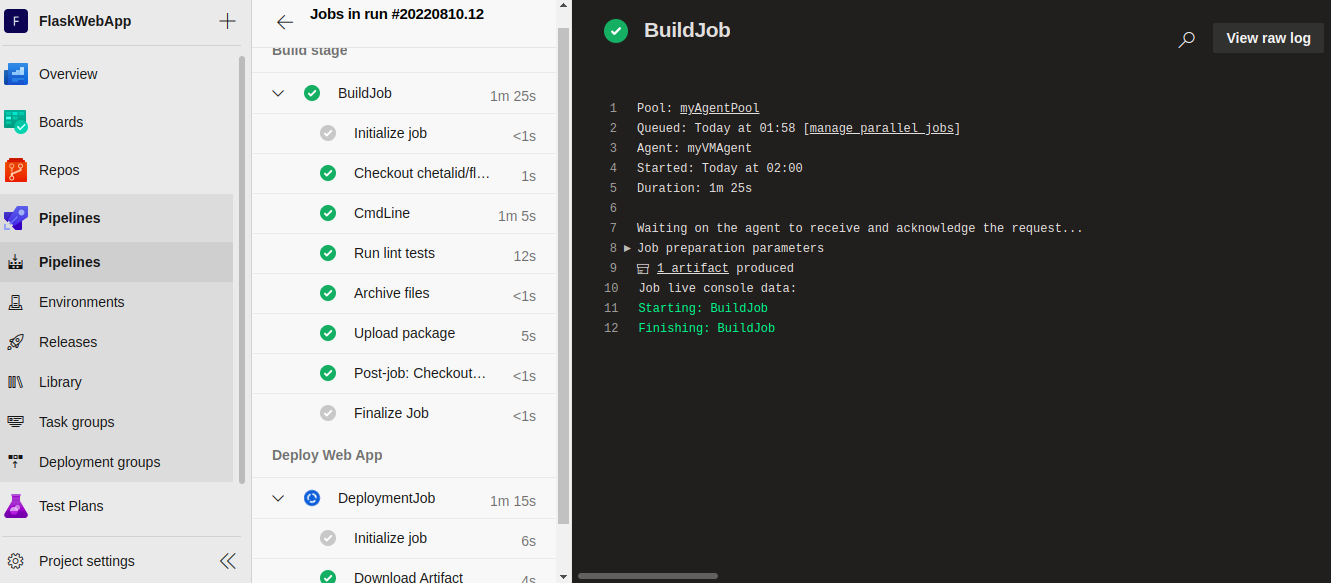 F FlaskWebApp
Overview
Boards
Repos
Pipelines
Pipelines
Environments
Releases
Library
Task groups
Deployment groups
Test Plans
Project settings
Jobs in run #20220810.12
Build stage
BuildJob 1m 25s
Initialize job <1s
Checkout chetalid/fl... 1s
CmdLine 1m 5s
Run lint tests 12s
Archive files <1s
Upload package 5s
Post-job: Checkout... <1s
Finalize Job <1s
Deploy Web App
DeploymentJob 1m 15s
Initialize job 6s
Download Artifact 4s
BuildJob
View raw log
1 Pool: myAgentPool
2 Queued: Today at 01:58 [manage parallel jobs]
3 Agent: myVMAgent
4 Started: Today at 02:00
5 Duration: 1m 25s
6
7 Waiting on the agent to receive and acknowledge the request...
8 Job preparation parameters
9 1 artifact produced
10 Job live console data:
11 Starting: BuildJob
12 Finishing: BuildJob